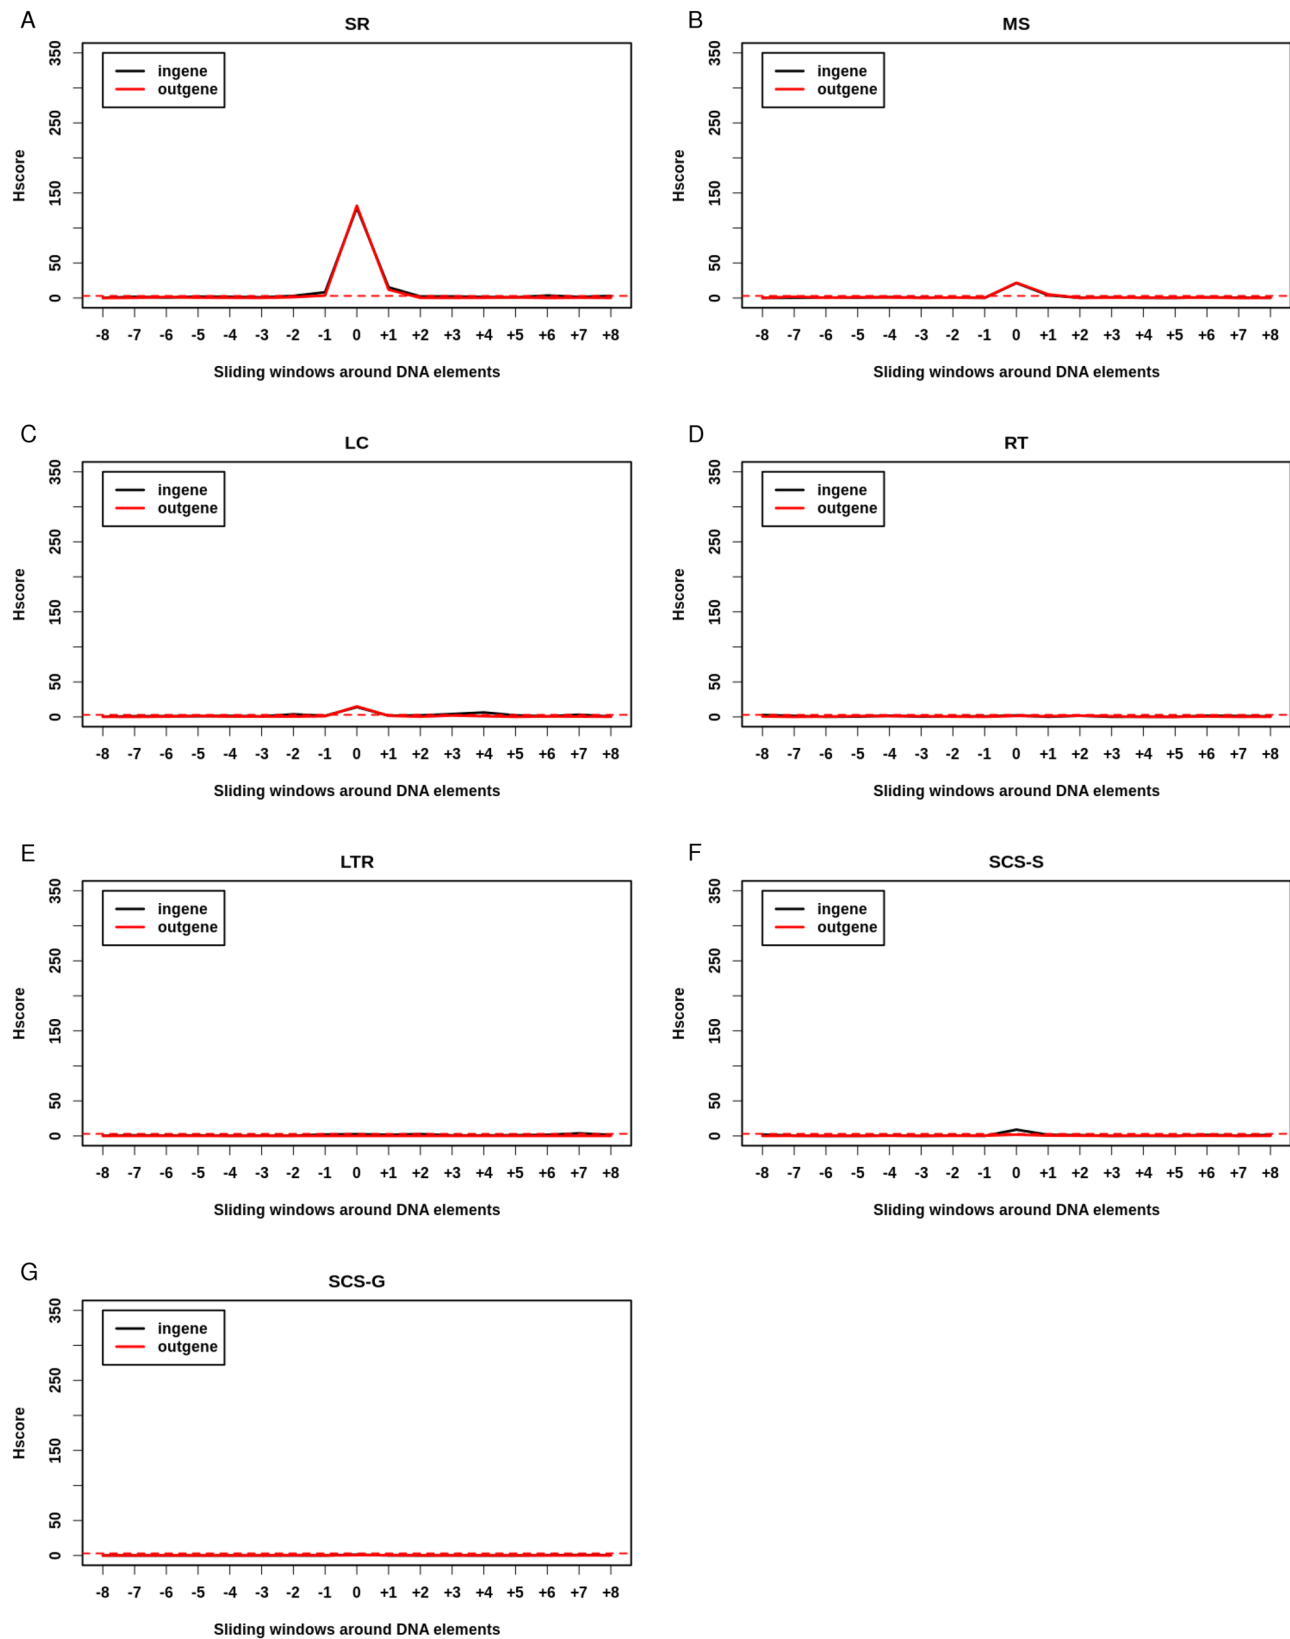 A
SR
350
250
150
50
0
Hscore
ingene
outgene
-8 -7 -6 -5 -4 -3 -2 -1 0 +1 +2 +3 +4 +5 +6 +7 +8
Sliding windows around DNA elements
B
MS
350
250
150
50
0
Hscore
ingene
outgene
-8 -7 -6 -5 -4 -3 -2 -1 0 +1 +2 +3 +4 +5 +6 +7 +8
Sliding windows around DNA elements
C
LC
350
250
150
50
0
Hscore
ingene
outgene
-8 -7 -6 -5 -4 -3 -2 -1 0 +1 +2 +3 +4 +5 +6 +7 +8
Sliding windows around DNA elements
D
RT
350
250
150
50
0
Hscore
ingene
outgene
-8 -7 -6 -5 -4 -3 -2 -1 0 +1 +2 +3 +4 +5 +6 +7 +8
Sliding windows around DNA elements
E
LTR
350
250
150
50
0
Hscore
ingene
outgene
-8 -7 -6 -5 -4 -3 -2 -1 0 +1 +2 +3 +4 +5 +6 +7 +8
Sliding windows around DNA elements
F
SCS-S
350
250
150
50
0
Hscore
ingene
outgene
-8 -7 -6 -5 -4 -3 -2 -1 0 +1 +2 +3 +4 +5 +6 +7 +8
Sliding windows around DNA elements
G
SCS-G
350
250
150
50
0
Hscore
ingene
outgene
-8 -7 -6 -5 -4 -3 -2 -1 0 +1 +2 +3 +4 +5 +6 +7 +8
Sliding windows around DNA elements